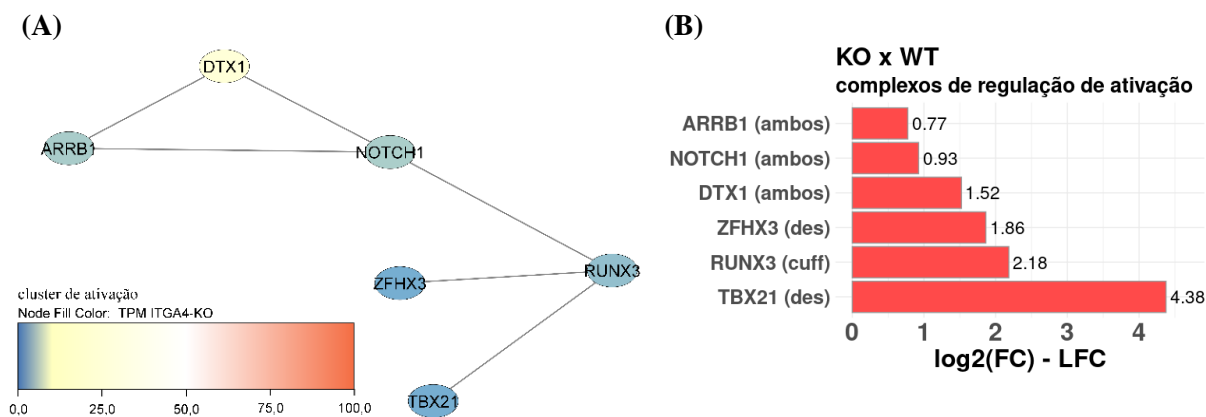 (A)
DTX1
ARRB1
NOTCH1
ZFHX3
RUNX3
TBX21
cluster de ativação
Node Fill Color: TPM ITGA4-KO
0,0 25,0 50,0 75,0 100,0
(B)
KO x WT
complexos de regulação de ativação
ARRB1 (ambos) 0.77
NOTCH1 (ambos) 0.93
DTX1 (ambos) 1.52
ZFHX3 (des) 1.86
RUNX3 (cuff) 2.18
TBX21 (des) 4.38
0 1 2 3 4
log2(FC) - LFC